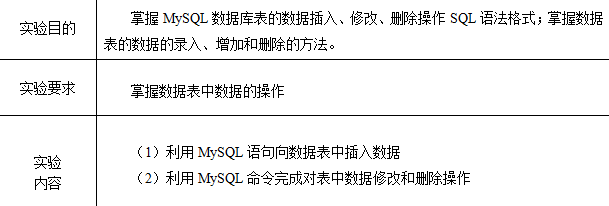 实验目的
掌握 MySQL 数据库表的数据插入、修改、删除操作 SQL 语法格式；掌握数据
表的数据的录入、增加和删除的方法。
实验要求
掌握数据表中数据的操作
实验
内容
（1）利用 MySQL 语句向数据表中插入数据
（2）利用 MySQL 命令完成对表中数据修改和删除操作